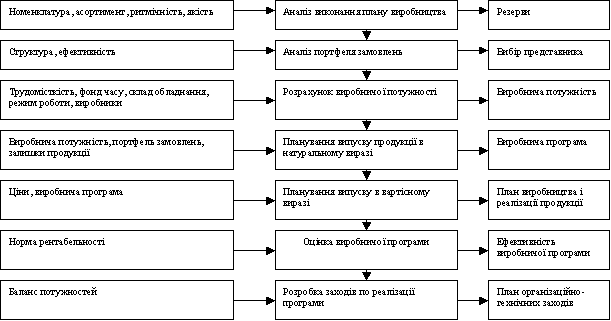 Номенклатура, асортимент, ритмічність, якість
Аналіз виконання плану виробництва
Резерви
Структура, ефективність
Аналіз портфеля замовлень
Вибір представника
Трудомісткість, фонд часу, склад обладнання,
режим роботи, виробники
Розрахунок виробничої потужності
Виробнича потужність
Виробнича потужність, портфель замовлень,
залишки продукції
Планування випуску продукції в
натуральному виразі
Виробнича програма
Ціни, виробнича програма
Планування випуску в вартісному
виразі
План виробництва і
реалізації продукції
Норма рентабельності
Оцінка виробничої програми
Ефективність
виробничої програми
Баланс потужностей
Розробка заходів по реалізації
програми
План організаційно-
технічних заходів